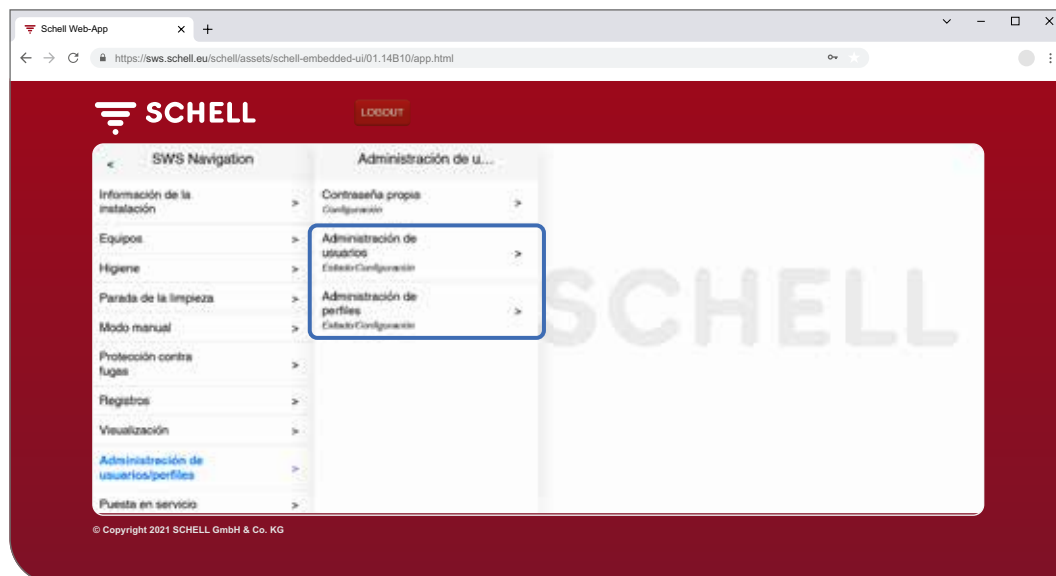 Schell Web-App
https://sws.schell.eu/schell/assets/schell-embedded-ui/01.14B10/app.html
SCHELL
LOGOUT
< SWS Navigation
Información de la
instalación >
Equipos >
Higiene >
Parada de la limpieza >
Modo manual >
Protección contra
fugas >
Registros >
Visualización >
Administración de
usuarios/perfiles >
Puesta en servicio >
Administración de u...
Contraseña propia >
Configuración
Administración de
usuarios >
Estado/Configuración
Administración de
perfiles >
Estado/Configuración
SCHELL
© Copyright 2021 SCHELL GmbH & Co. KG